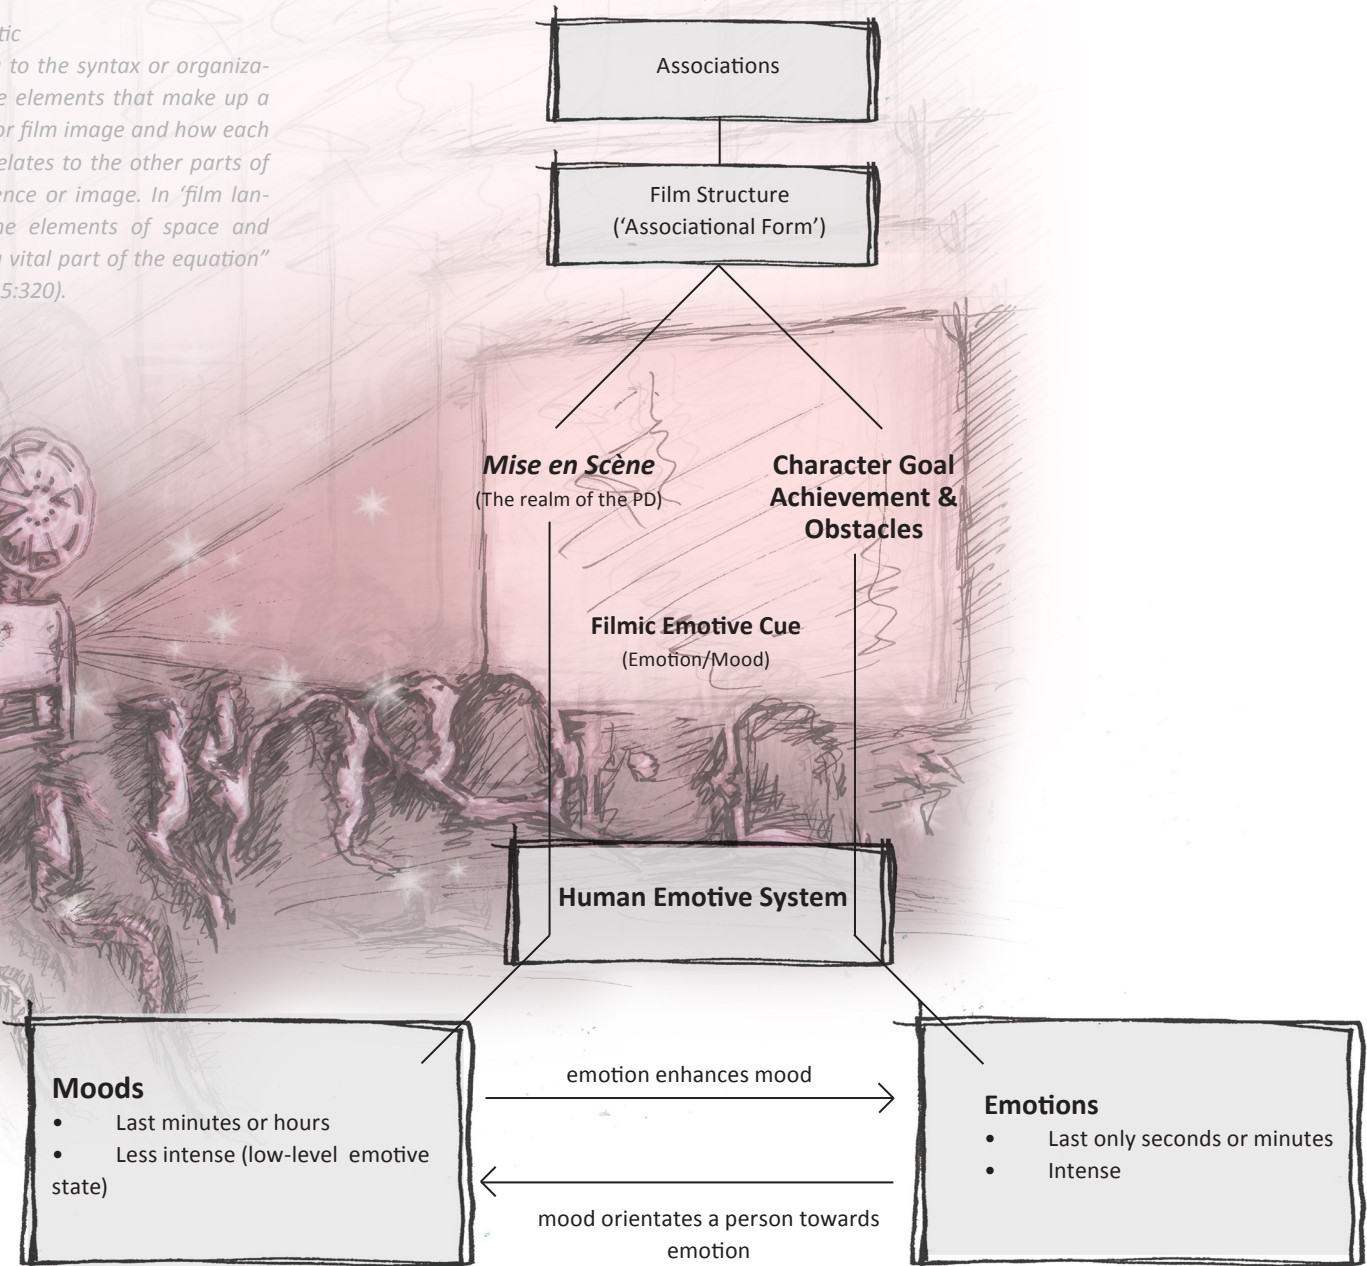 tic
to the syntax or organiza-
e elements that make up a
or film image and how each
elates to the other parts of
ence or image. In ‘film lan-
he elements of space and
vital part of the equation”
5:320).
Associations
Film Structure
(‘Associational Form’)
Mise en Scène
(The realm of the PD)
Character Goal
Achievement &
Obstacles
Filmic Emotive Cue
(Emotion/Mood)
Human Emotive System
Moods
• Last minutes or hours
• Less intense (low-level emotive
state)
emotion enhances mood
mood orientates a person towards
emotion
Emotions
• Last only seconds or minutes
• Intense